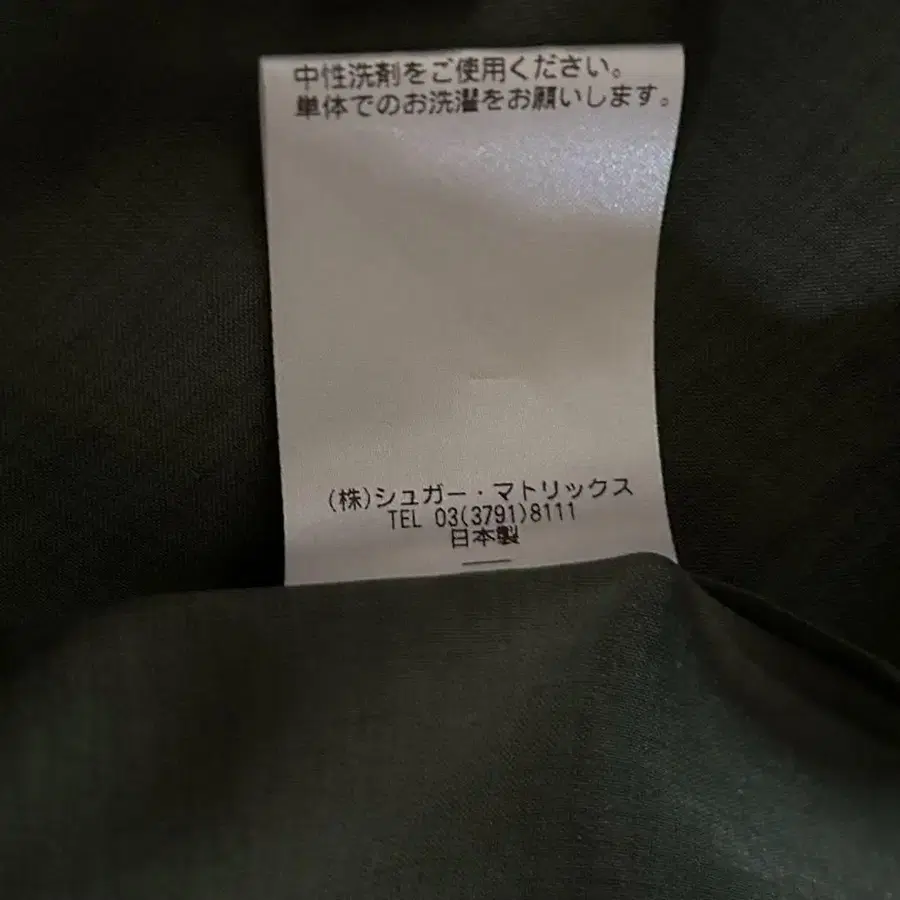 中性洗剤をご使用ください。
単体でのお洗濯をお願いします。
(株)シュガー・マトリックス
TEL 03(3791)8111
日本製